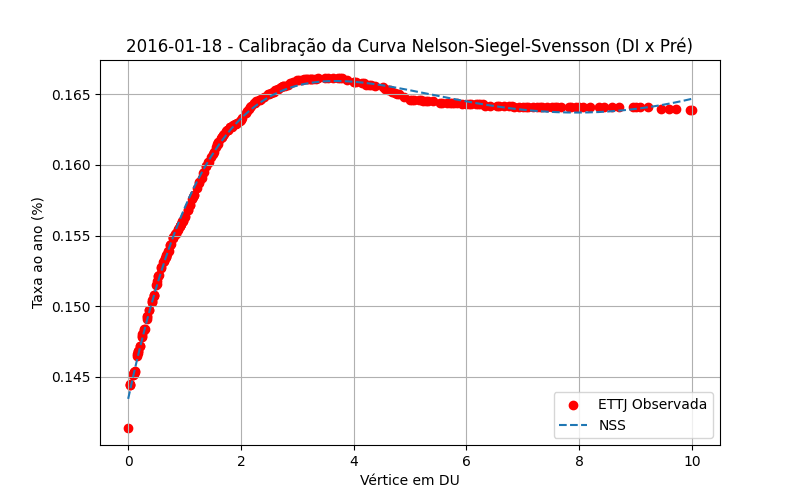 2016-01-18 - Calibração da Curva Nelson-Siegel-Svensson (DI x Pré)
Taxa ao ano (%)
0.165
0.160
0.155
0.150
0.145
ETTJ Observada
NSS
0 2 4 6 8 10
Vértice em DU